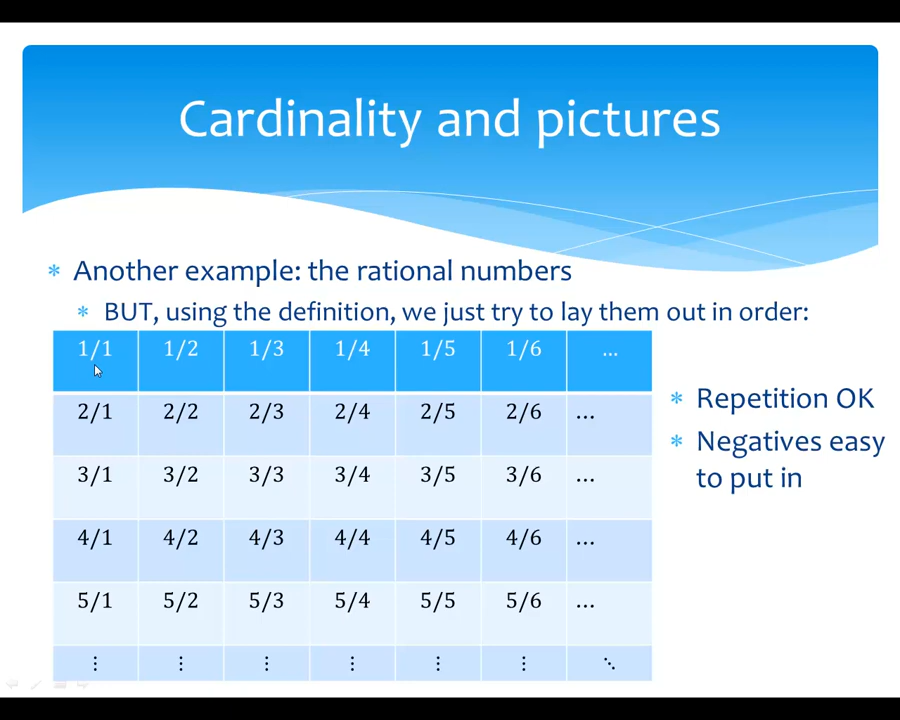 Cardinality and pictures
* Another example: the rational numbers
* BUT, using the definition, we just try to lay them out in order:
1/1 1/2 1/3 1/4 1/5 1/6 ...
2/1 2/2 2/3 2/4 2/5 2/6 ...
3/1 3/2 3/3 3/4 3/5 3/6 ...
4/1 4/2 4/3 4/4 4/5 4/6 ...
5/1 5/2 5/3 5/4 5/5 5/6 ...
⋮ ⋮ ⋮ ⋮ ⋮ ⋮ ⋱
* Repetition OK
* Negatives easy
to put in